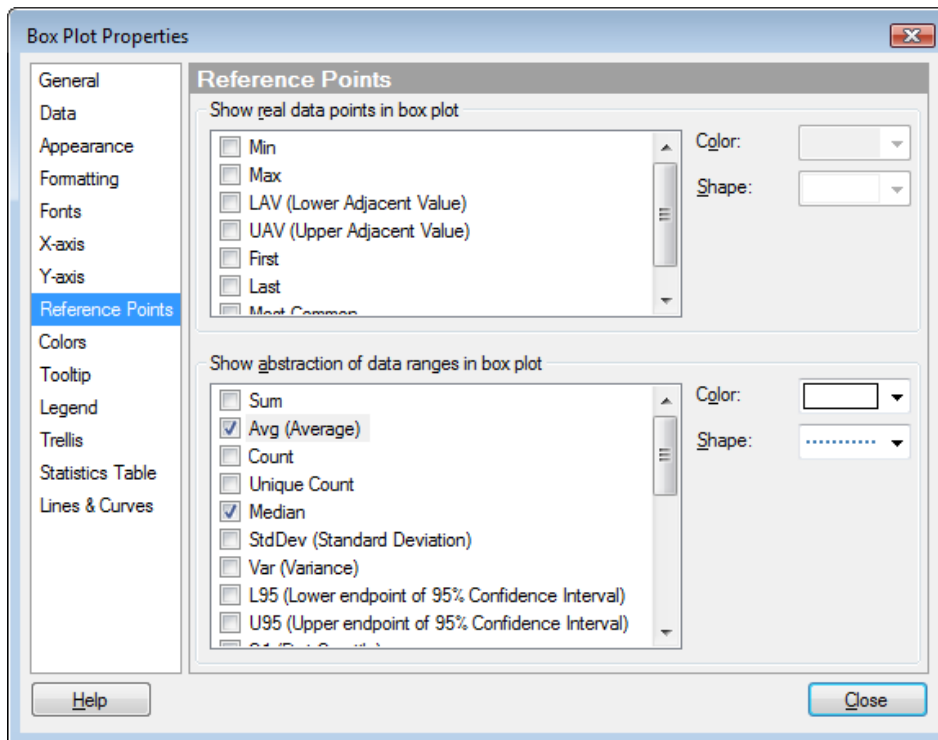 Box Plot Properties
General
Data
Appearance
Formatting
Fonts
X-axis
Y-axis
Reference Points
Colors
Tooltip
Legend
Trellis
Statistics Table
Lines & Curves
Reference Points
Show real data points in box plot
Min
Max
LAV (Lower Adjacent Value)
UAV (Upper Adjacent Value)
First
Last
Most Common
Color:
Shape:
Show abstraction of data ranges in box plot
Sum
Avg (Average)
Count
Unique Count
Median
StdDev (Standard Deviation)
Var (Variance)
L95 (Lower endpoint of 95% Confidence Interval)
U95 (Upper endpoint of 95% Confidence Interval)
Color:
Shape:
Help
Close